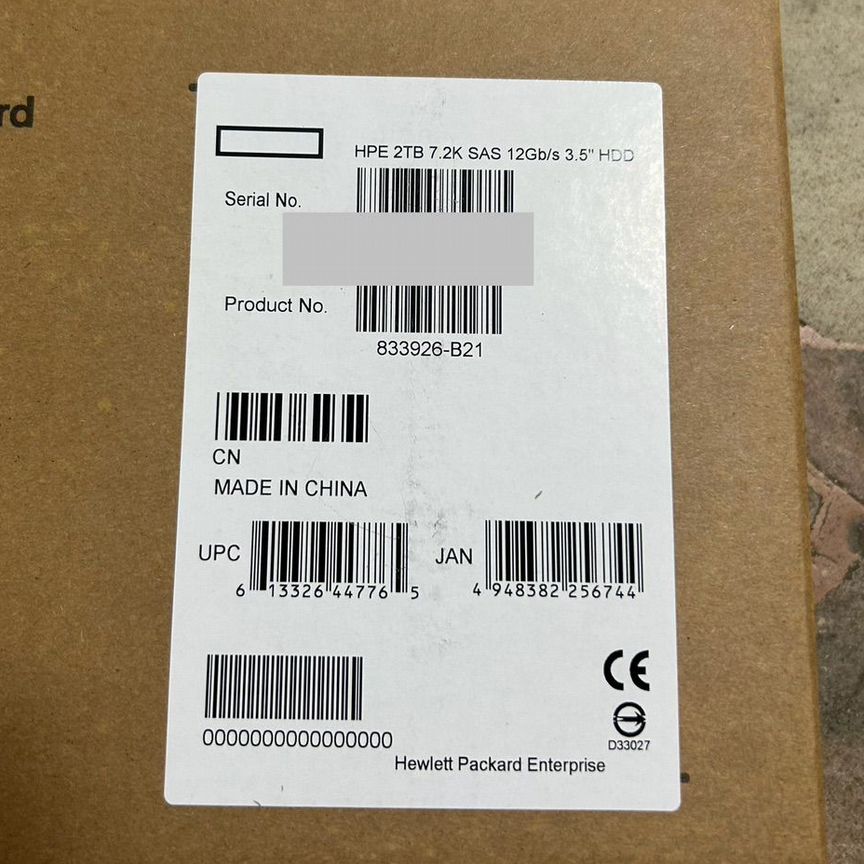 rd
HPE 2TB 7.2K SAS 12Gb/s 3.5" HDD
Serial No.
Product No.
833926-B21
CN
MADE IN CHINA
UPC 6 13326 44776 5
JAN 4 948382 256744
0000000000000000
CE
D33027
Hewlett Packard Enterprise